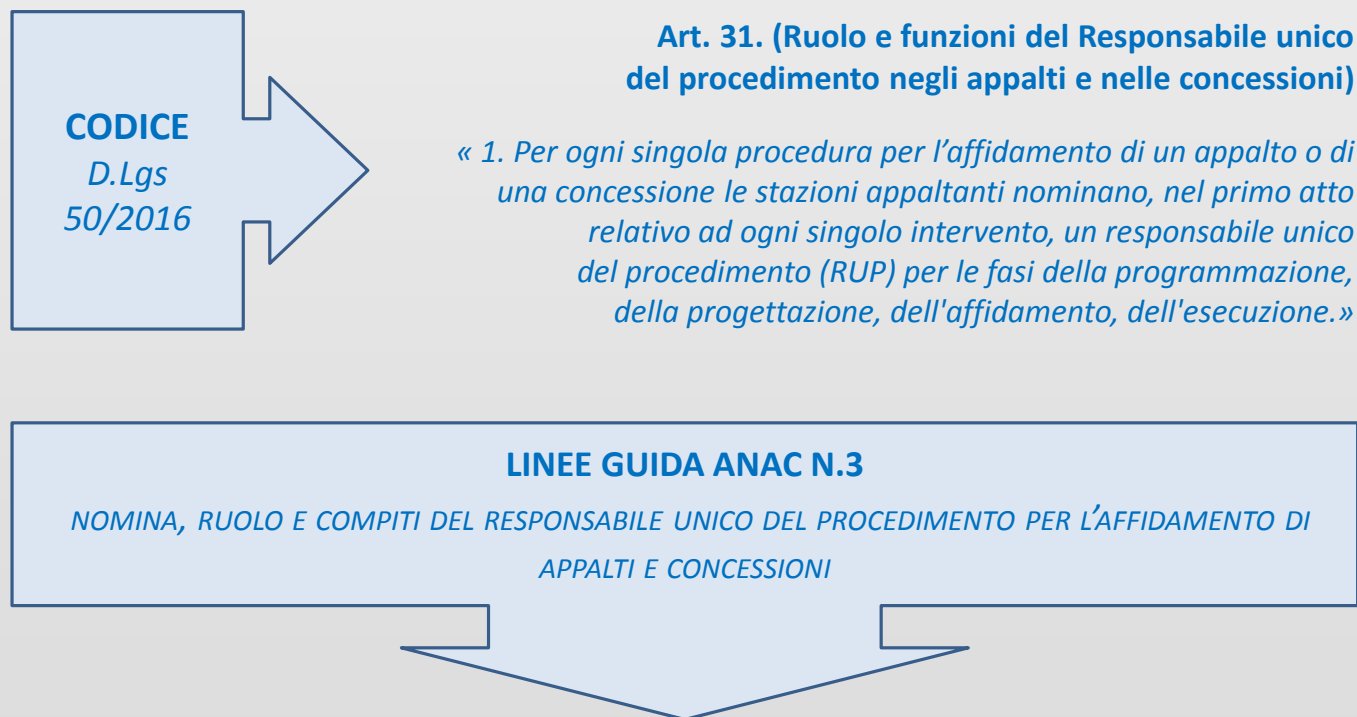 CODICE
D.Lgs
50/2016
Art. 31. (Ruolo e funzioni del Responsabile unico
del procedimento negli appalti e nelle concessioni)
« 1. Per ogni singola procedura per l’affidamento di un appalto o di
una concessione le stazioni appaltanti nominano, nel primo atto
relativo ad ogni singolo intervento, un responsabile unico
del procedimento (RUP) per le fasi della programmazione,
della progettazione, dell'affidamento, dell'esecuzione.»
LINEE GUIDA ANAC N.3
NOMINA, RUOLO E COMPITI DEL RESPONSABILE UNICO DEL PROCEDIMENTO PER L’AFFIDAMENTO DI
APPALTI E CONCESSIONI